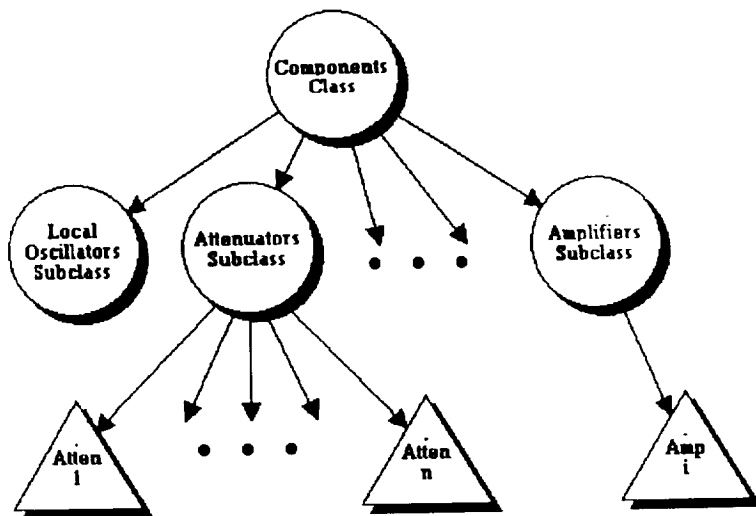 Components
Class
Local
Oscillators
Subclass
Attenuators
Subclass
Amplifiers
Subclass
Atten
1
Atten
n
Amp
i